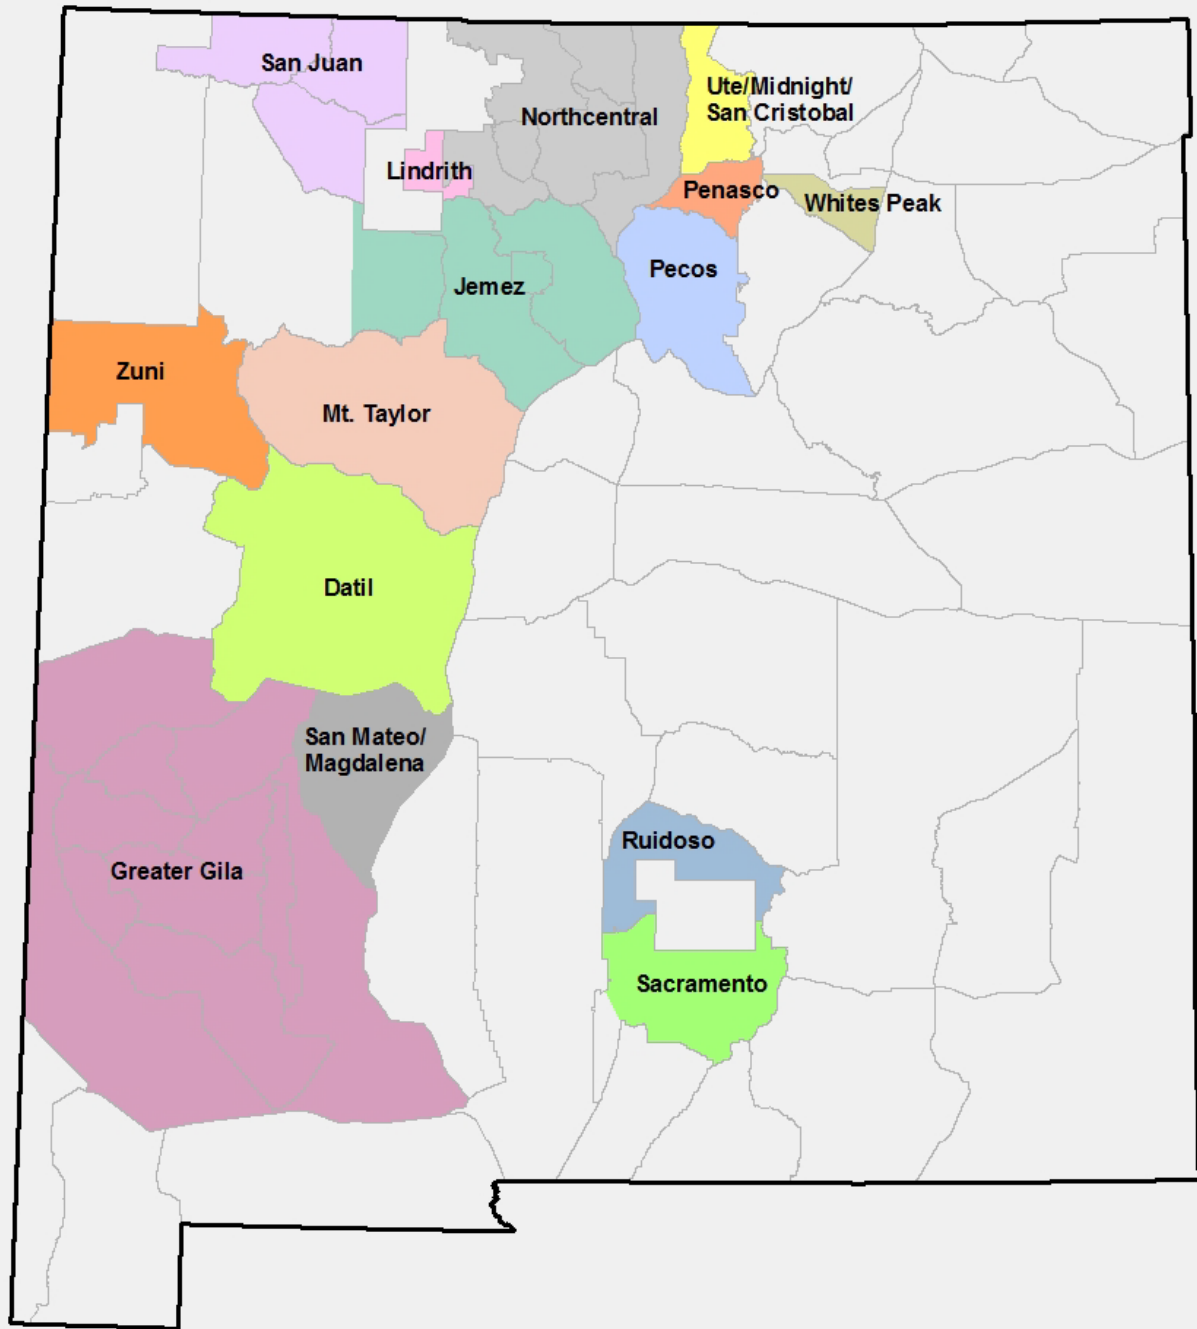 San Juan
Ute/Midnight/
San Cristobal
Northcentral
Lindrith
Penasco
Whites Peak
Pecos
Jemez
Zuni
Mt. Taylor
Datil
San Mateo/
Magdalena
Ruidoso
Greater Gila
Sacramento